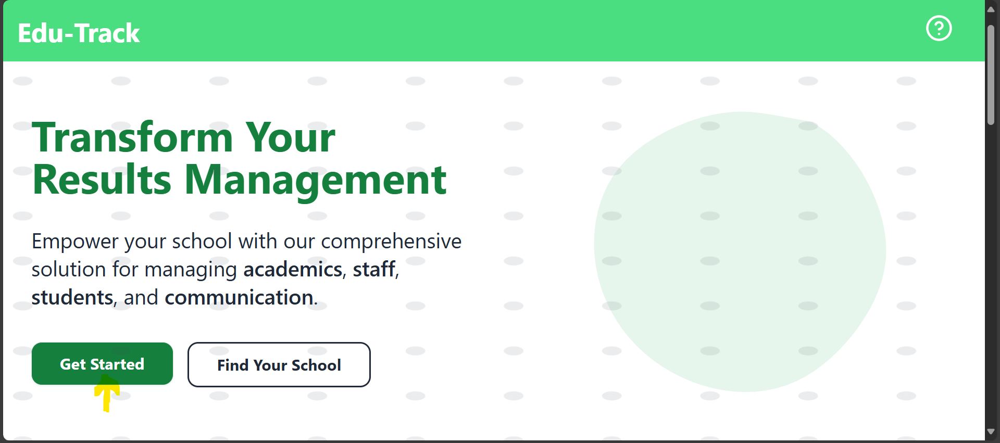 Edu-Track
Transform Your
Results Management
Empower your school with our comprehensive
solution for managing academics, staff,
students, and communication.
Get Started
Find Your School